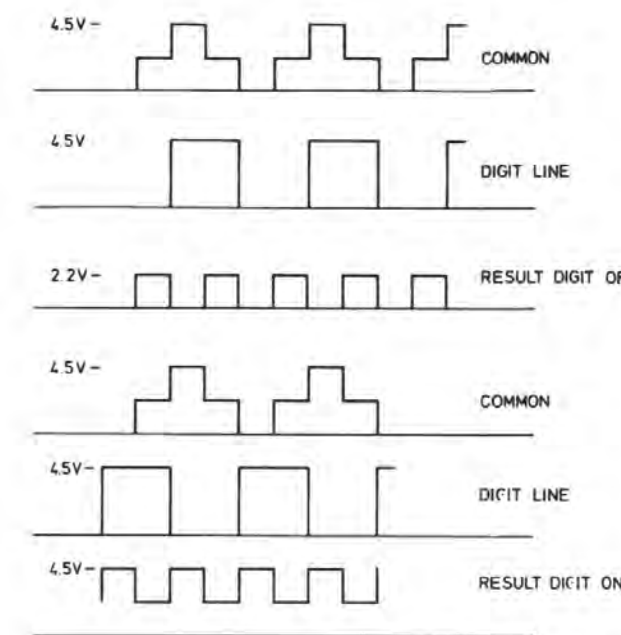 4.5V
COMMON
4.5V
DIGIT LINE
2.2V
RESULT DIGIT OF
4.5V
COMMON
4.5V
DIGIT LINE
4.5V
RESULT DIGIT ON